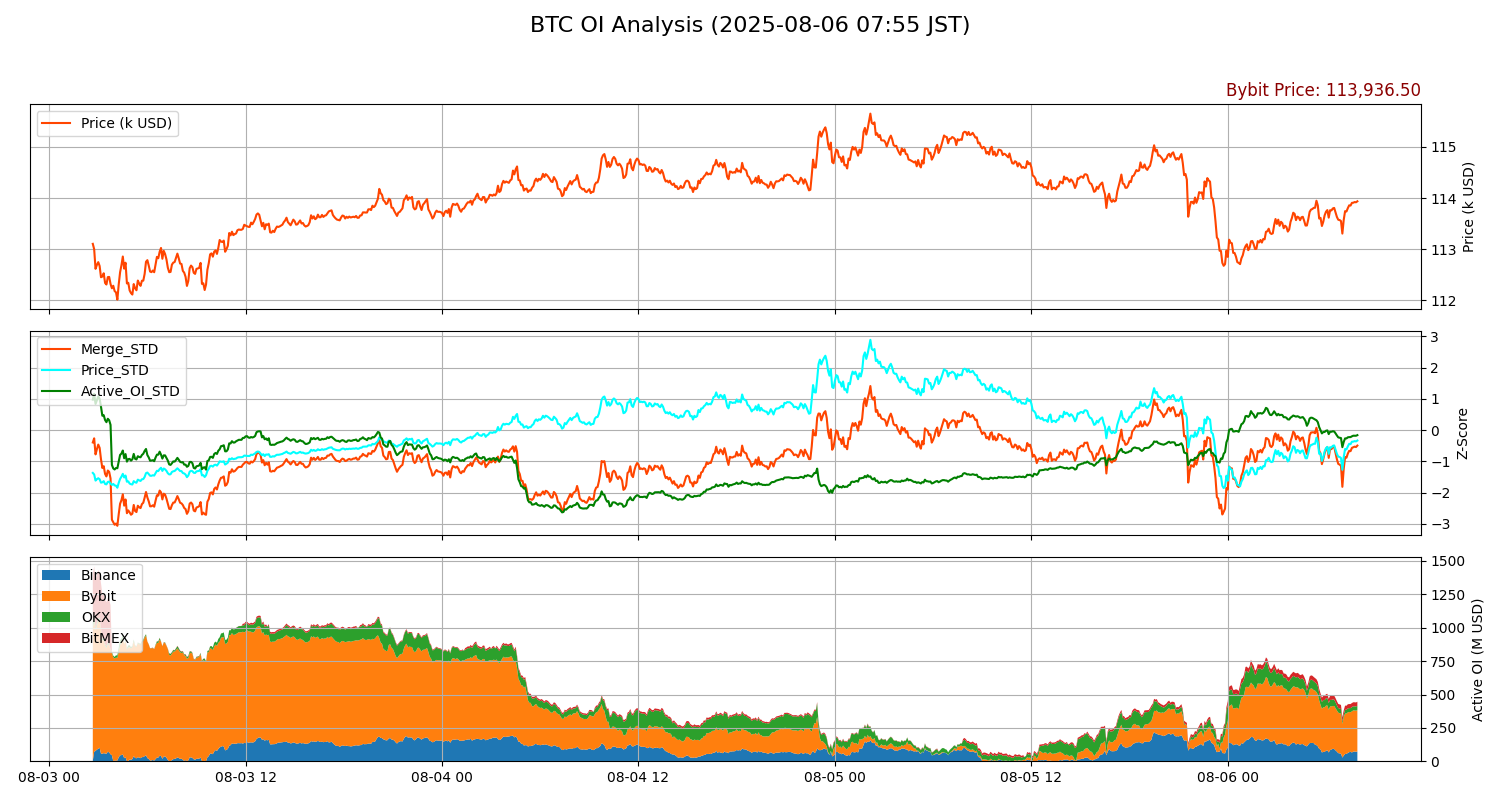 BTC OI Analysis (2025-08-06 07:55 JST)
Bybit Price: 113,936.50
Price (k USD)
115
114
113
112
Price (k USD)
Merge_STD
Price_STD
Active_OI_STD
3
2
1
0
−1
−2
−3
Z-Score
Binance
Bybit
OKX
BitMEX
1500
1250
1000
750
500
250
0
Active OI (M USD)
08-03 00
08-03 12
08-04 00
08-04 12
08-05 00
08-05 12
08-06 00